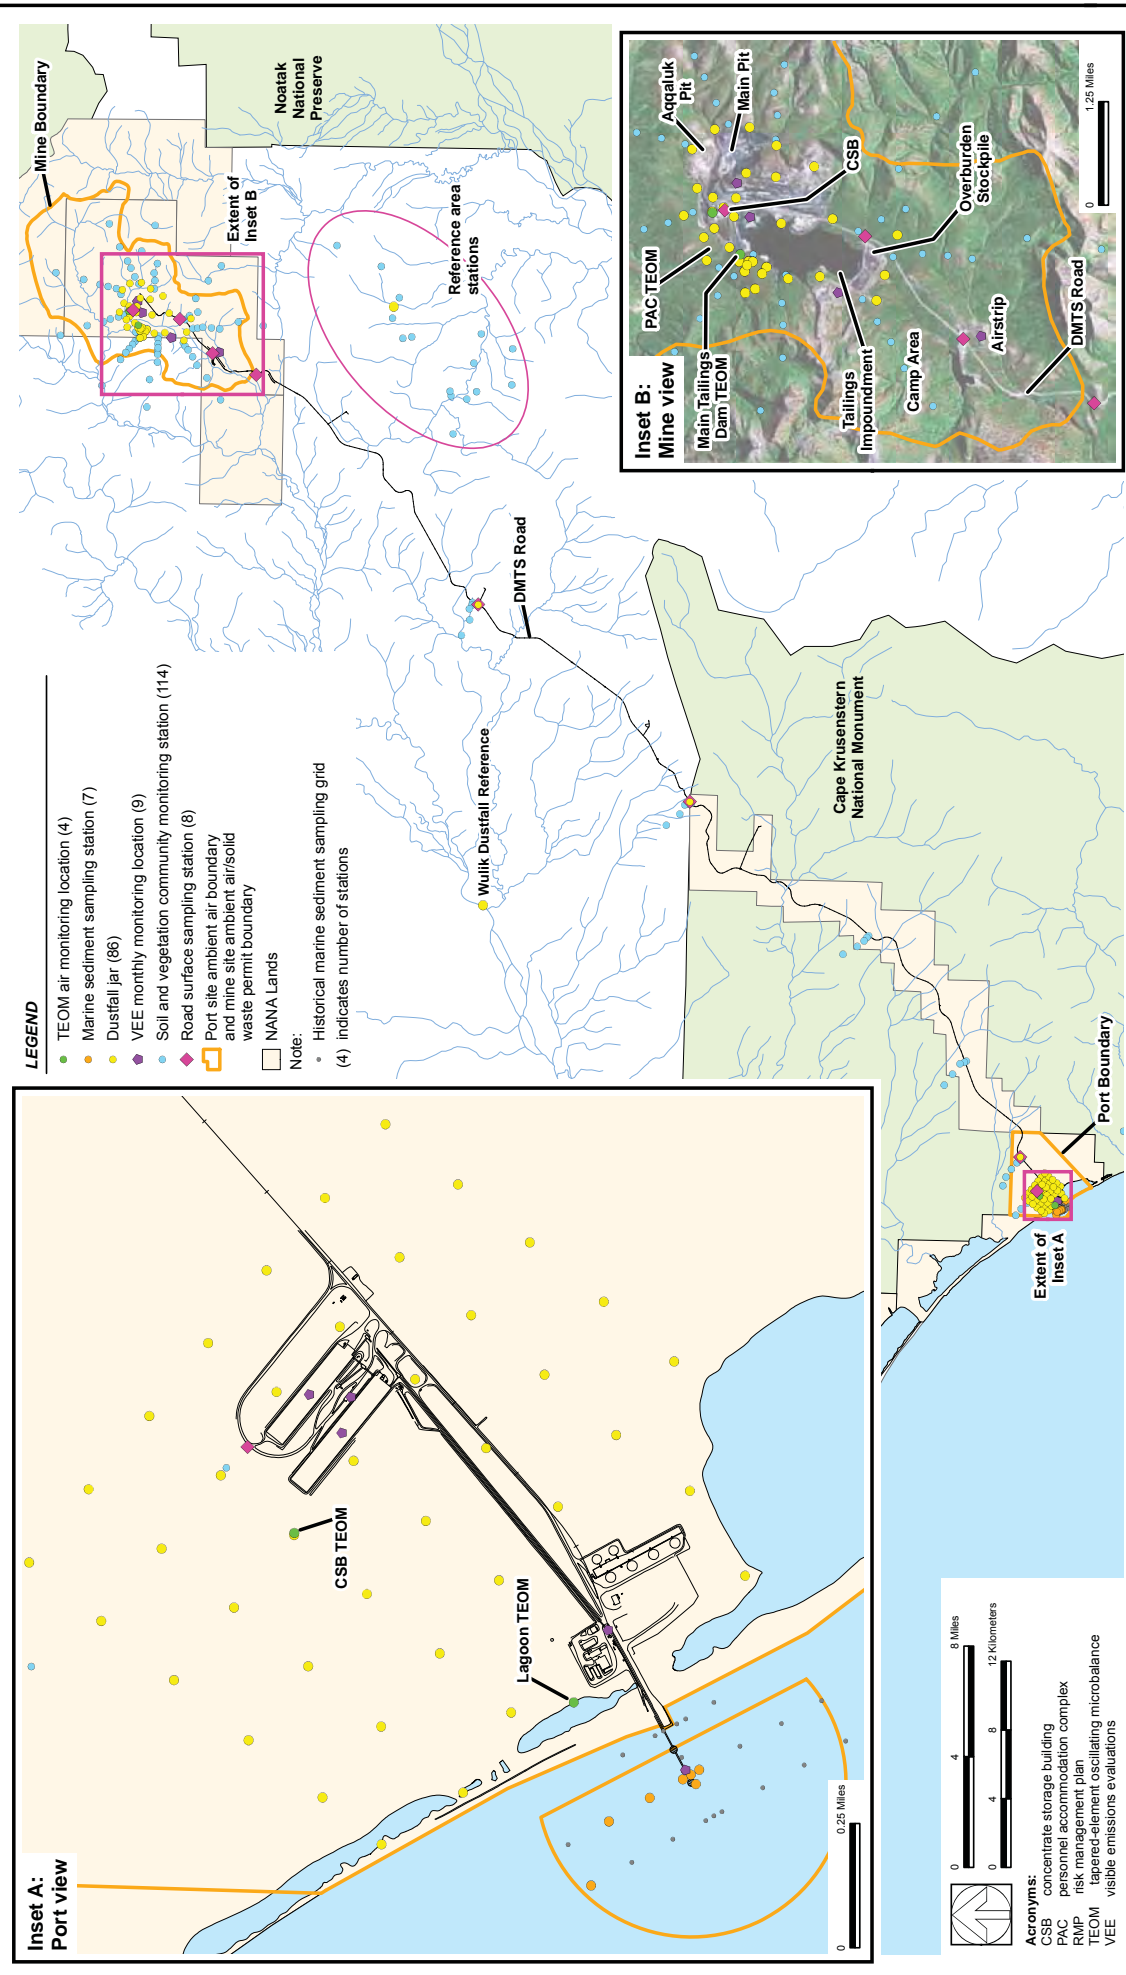 Inset A:
Port view
CSB TEOM
Lagoon TEOM
0
0.25 Miles
LEGEND
TEOM air monitoring location (4)
Marine sediment sampling station (7)
Dustfall jar (86)
VEE monthly monitoring location (9)
Soil and vegetation community monitoring station (114)
Road surface sampling station (8)
Port site ambient air boundary
and mine site ambient air/solid
waste permit boundary
NANA Lands
Note:
Historical marine sediment sampling grid
(4) indicates number of stations
Mine Boundary
Noatak
National
Preserve
Extent of
Inset B
Reference area
stations
DMTS Road
Wulik Dustfall Reference
Cape Krusenstern
National Monument
Port Boundary
Extent of
Inset A
Inset B:
Mine view
Aqqaluk
Pit
Main Pit
PAC TEOM
CSB
Main Tailings
Dam TEOM
Overburden
Stockpile
Tailings
Impoundment
Camp Area
Airstrip
DMTS Road
0
1.25 Miles
0
4
8 Miles
0
4
8
12 Kilometers
Acronyms:
CSB concentrate storage building
PAC personnel accommodation complex
RMP risk management plan
TEOM tapered-element oscillating microbalance
VEE visible emissions evaluations